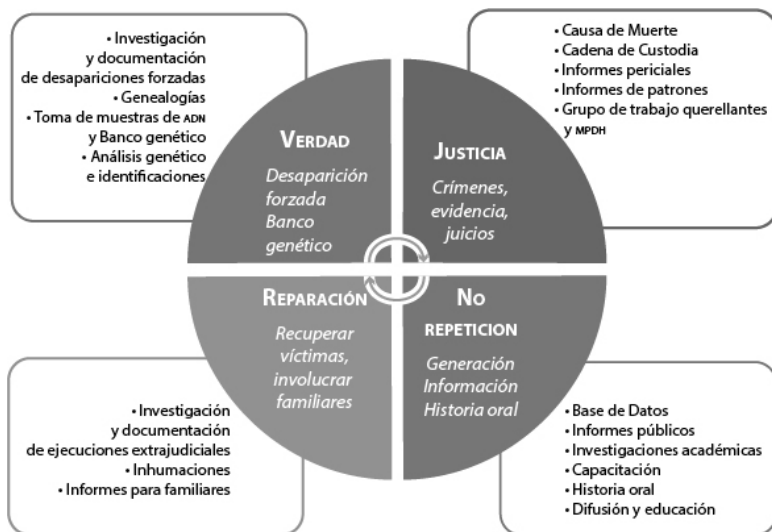 • Investigación
y documentación
de desapariciones forzadas
• Genealogías
• Toma de muestras de ADN
y Banco genético
• Análisis genético
e identificaciones
VERDAD
Desaparición
forzada
Banco
genético
JUSTICIA
Crímenes,
evidencia,
juicios
• Causa de Muerte
• Cadena de Custodia
• Informes periciales
• Informes de patrones
• Grupo de trabajo querellantes
y MPDH
REPARACIÓN
Recuperar
víctimas,
involucrar
familiares
• Investigación
y documentación
de ejecuciones extrajudiciales
• Inhumaciones
• Informes para familiares
NO
REPETICION
Generación
Información
Historia oral
• Base de Datos
• Informes públicos
• Investigaciones académicas
• Capacitación
• Historia oral
• Difusión y educación